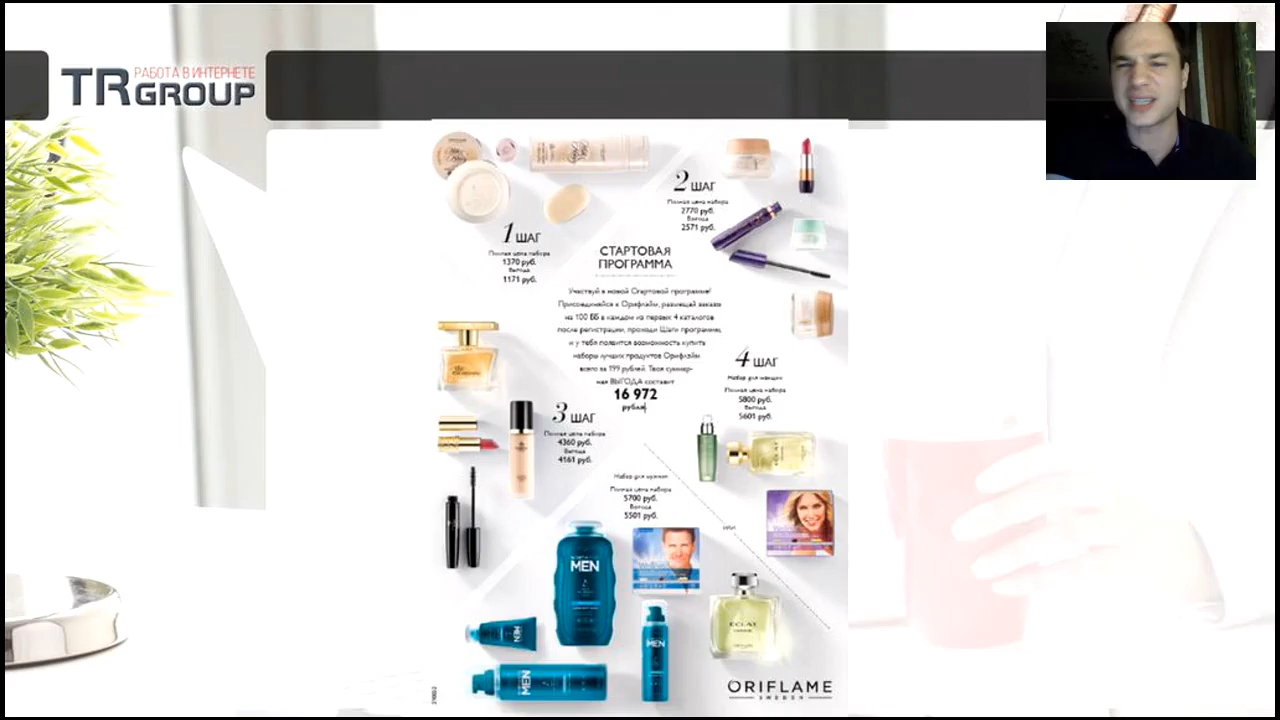 РАБОТА В ИНТЕРНЕТЕ
TR GROUP
2 ШАГ
Полная цена набора
2770 руб.
Выгода
2571 руб.
1 ШАГ
Полная цена набора
1370 руб.
Выгода
1171 руб.
СТАРТОВАЯ
ПРОГРАММА
Участвуй в новой Стартовой программе!
Присоединяйся к Орифлэйм, размещай заказы
на 100 ББ в каждом из первых 4 каталогов
после регистрации, проходи Шаги программы,
и у тебя появится возможность купить
наборы лучших продуктов Орифлэйм
всего за 199 рублей. Твоя суммар-
ная ВЫГОДА составит
16 972
рубля!
4 ШАГ
Набор для женщин
Полная цена набора
5800 руб.
Выгода
5601 руб.
3 ШАГ
Полная цена набора
4360 руб.
Выгода
4161 руб.
Набор для мужчин
Полная цена набора
5700 руб.
Выгода
5501 руб.
или
MEN
MEN
MEN
MEN
ECLAT
ORIFLAME
SWEDEN